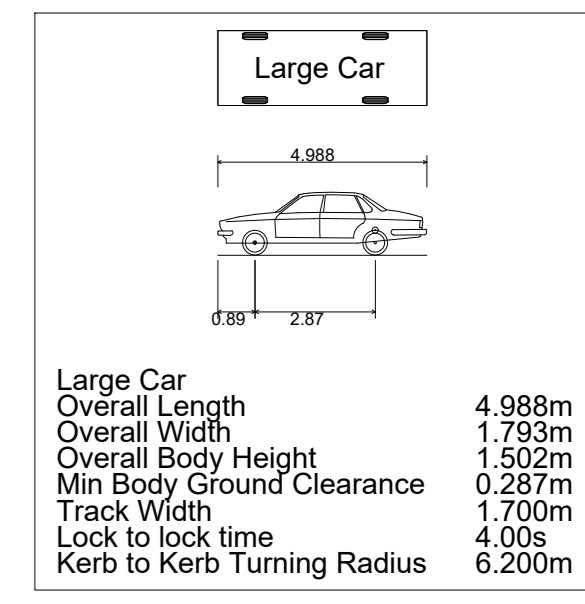 Large Car
4.988
0.89 2.87
Large Car
Overall Length 4.988m
Overall Width 1.793m
Overall Body Height 1.502m
Min Body Ground Clearance 0.287m
Track Width 1.700m
Lock to lock time 4.00s
Kerb to Kerb Turning Radius 6.200m